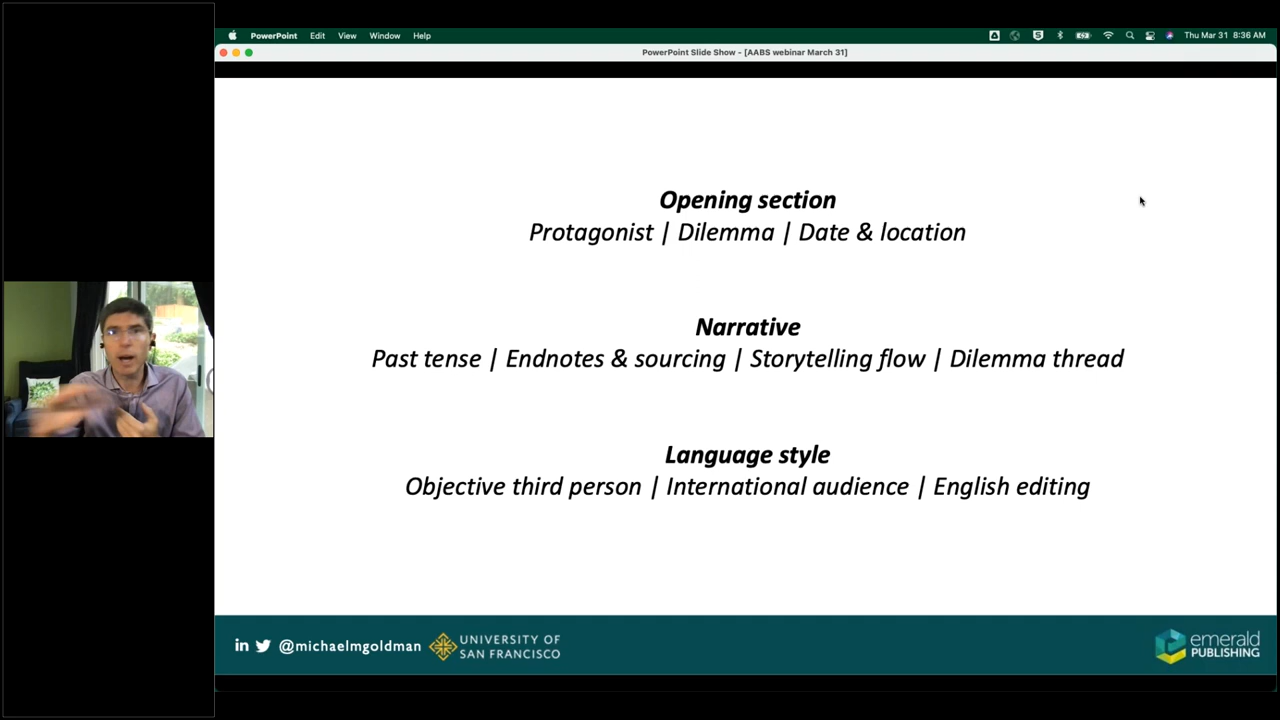 PowerPoint Edit View Window Help Thu Mar 31 8:36 AM
PowerPoint Slide Show - [AABS webinar March 31]
Opening section
Protagonist | Dilemma | Date & location
Narrative
Past tense | Endnotes & sourcing | Storytelling flow | Dilemma thread
Language style
Objective third person | International audience | English editing
in @michaelmgoldman
UNIVERSITY OF
SAN FRANCISCO
emerald
PUBLISHING